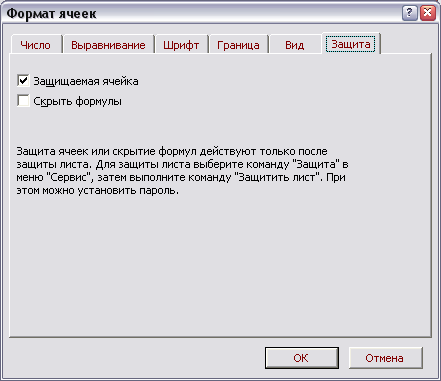 Формат ячеек
Число Выравнивание Шрифт Граница Вид Защита
Защищаемая ячейка
Скрыть формулы
Защита ячеек или скрытие формул действуют только после
защиты листа. Для защиты листа выберите команду "Защита" в
меню "Сервис", затем выполните команду "Защитить лист". При
этом можно установить пароль.
ОК Отмена